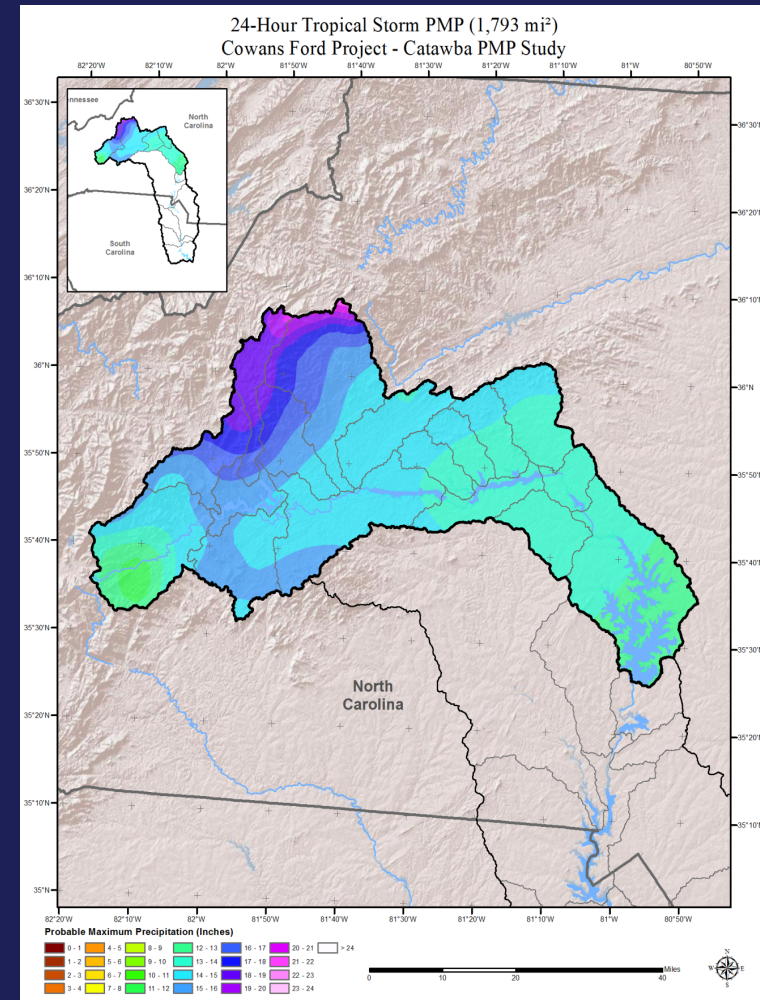 24-Hour Tropical Storm PMP (1,793 mi²)
Cowans Ford Project - Catawba PMP Study
82°20'W 82°10'W 82°W 81°50'W 81°40'W 81°30'W 81°20'W 81°10'W 81°W 80°50'W
36°30'N
36°30'N
nnessee
North
Carolina
South
Carolina
36°20'N
36°20'N
36°10'N
36°10'N
36°N
36°N
35°50'N
35°50'N
35°40'N
35°40'N
35°30'N
35°30'N
North
Carolina
35°20'N
35°20'N
35°10'N
35°10'N
35°N
82°20'W 82°10'W 82°W 81°50'W 81°40'W 81°30'W 81°20'W 81°10'W 81°W 80°50'W
Probable Maximum Precipitation (Inches)
0 - 1 4 - 5 8 - 9 12 - 13 16 - 17 20 - 21 > 24
1 - 2 5 - 6 9 - 10 13 - 14 17 - 18 21 - 22
2 - 3 6 - 7 10 - 11 14 - 15 18 - 19 22 - 23
3 - 4 7 - 8 11 - 12 15 - 16 19 - 20 23 - 24
Miles
0 10 20 40
N
W E
S